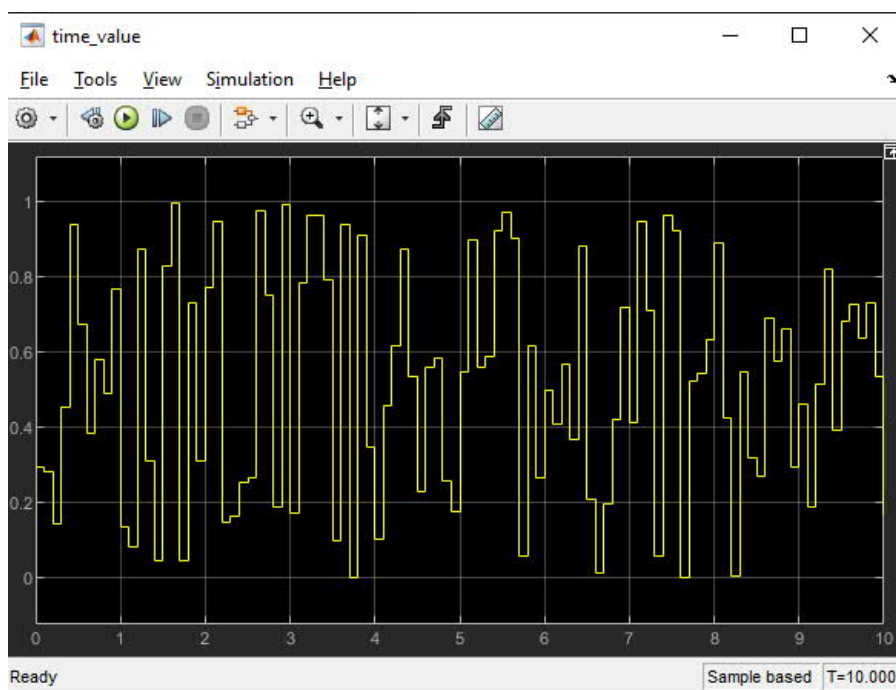 time_value
File Tools View Simulation Help
1
0.8
0.6
0.4
0.2
0
0 1 2 3 4 5 6 7 8 9 10
Ready Sample based T=10.000